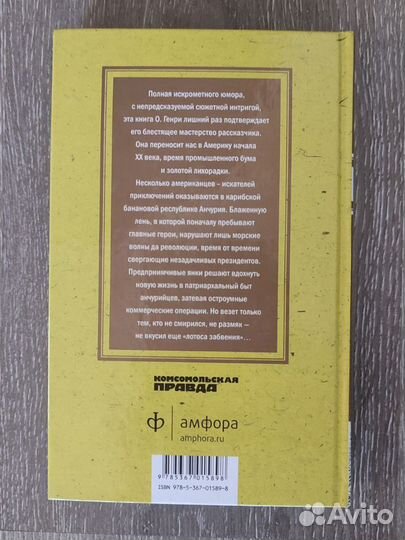 Полная искрометного юмора,
с непредсказуемой сюжетной интригой,
эта книга О. Генри лишний раз подтверждает
его блестящее мастерство рассказчика.
Она переносит нас в Америку начала
XX века, время промышленного бума
и золотой лихорадки.
Несколько американцев – искателей
приключений оказываются в карибской
банановой республике Анчурия. Блаженную
лень, в которой поначалу пребывают
главные герои, нарушают лишь морские
волны да революции, время от времени
свергающие незадачливых президентов.
Предприимчивые янки решают вдохнуть
новую жизнь в патриархальный быт
анчурийцев, затевая остроумные
коммерческие операции. Но везет только
тем, кто не смирился, не размяк –
не вкусил еще «лотоса забвения»...
КОМСОМОЛЬСКАЯ
ПРАВДА
амфора
amphora.ru
9 785367 015898
ISBN 978-5-367-01589-8
Avito